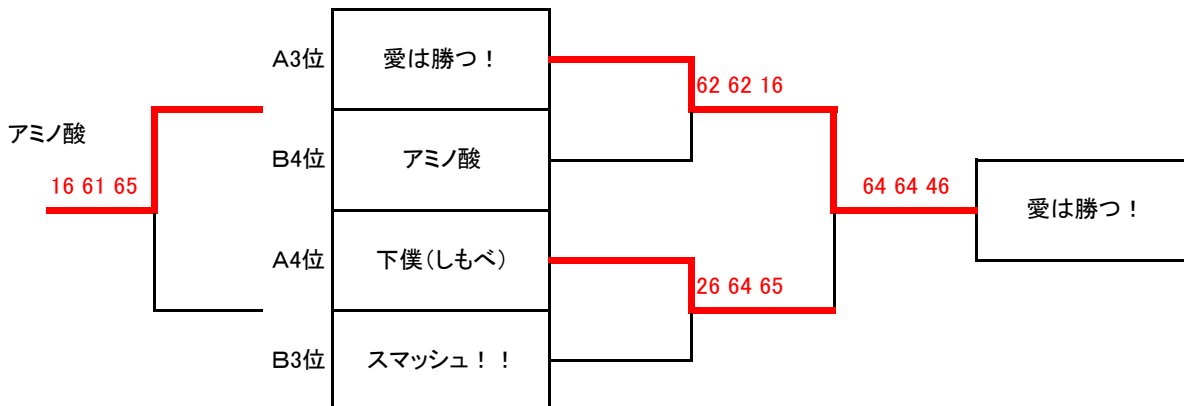 A3位
愛は勝つ！
62 62 16
アミノ酸
B4位
アミノ酸
16 61 65
64 64 46
愛は勝つ！
A4位
下僕（しもべ）
26 64 65
B3位
スマッシュ！！